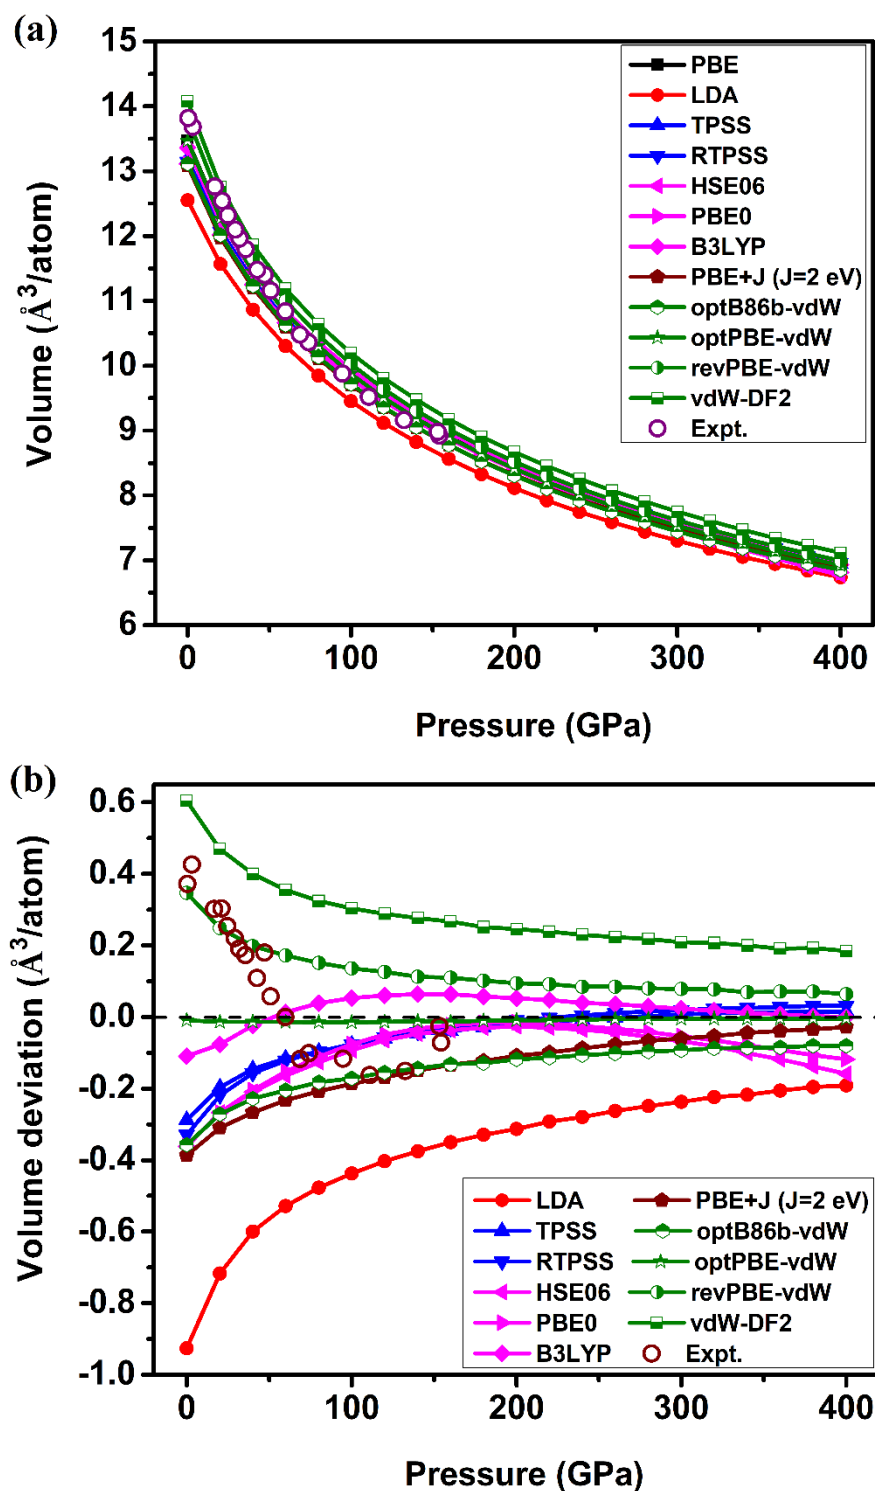 (a)
15
14
13
12
11
10
9
8
7
6
Volume (Å³/atom)
PBE
LDA
TPSS
RTPSS
HSE06
PBE0
B3LYP
PBE+J (J=2 eV)
optB86b-vdW
optPBE-vdW
revPBE-vdW
vdW-DF2
Expt.
0 100 200 300 400
Pressure (GPa)
(b)
0.6
0.4
0.2
0.0
-0.2
-0.4
-0.6
-0.8
-1.0
Volume deviation (Å³/atom)
LDA
TPSS
RTPSS
HSE06
PBE0
B3LYP
PBE+J (J=2 eV)
optB86b-vdW
optPBE-vdW
revPBE-vdW
vdW-DF2
Expt.
0 100 200 300 400
Pressure (GPa)